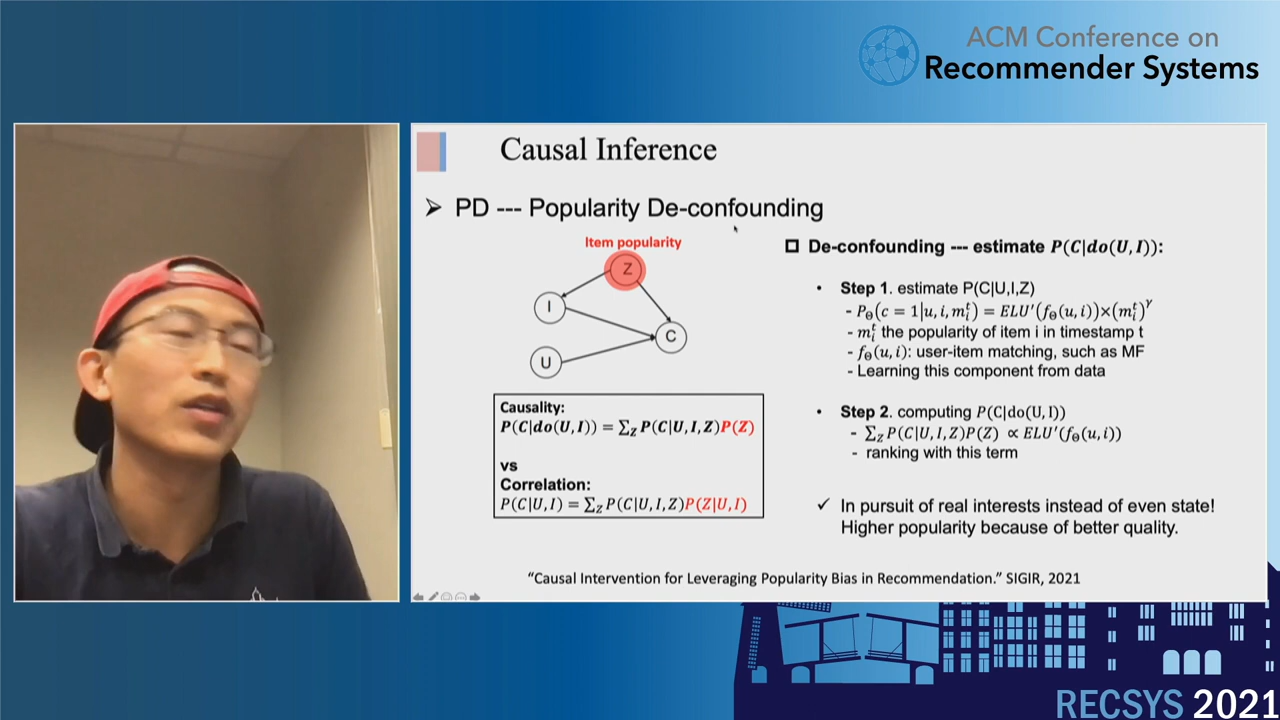 ACM Conference on
Recommender Systems
Causal Inference
➢ PD --- Popularity De-confounding
Item popularity
Z
I
C
U
Causality:
P(C|do(U,I)) = ∑_Z P(C|U,I,Z)P(Z)
vs
Correlation:
P(C|U,I) = ∑_Z P(C|U,I,Z)P(Z|U,I)
❑ De-confounding --- estimate P(C|do(U,I)):
• Step 1. estimate P(C|U,I,Z)
- P_Θ(c = 1|u, i, m_i^t) = ELU′(f_Θ(u, i))×(m_i^t)^γ
- m_i^t the popularity of item i in timestamp t
- f_Θ(u, i): user-item matching, such as MF
- Learning this component from data
• Step 2. computing P(C|do(U,I))
- ∑_Z P(C|U,I,Z)P(Z) ∝ ELU′(f_Θ(u, i))
- ranking with this term
✓ In pursuit of real interests instead of even state!
Higher popularity because of better quality.
“Causal Intervention for Leveraging Popularity Bias in Recommendation.” SIGIR, 2021
RECSYS 2021